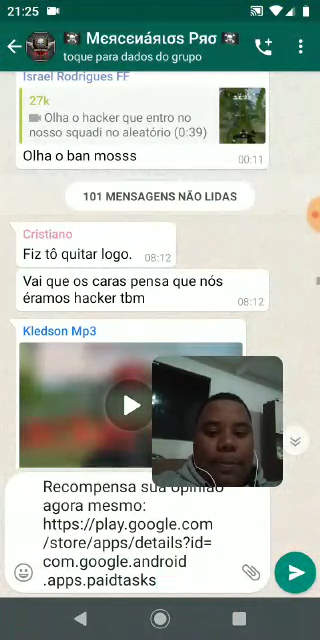 21:25
☠ Mєяcєиáяισs Pяσ ☠
toque para dados do grupo
Israel Rodrigues FF
27k
Olha o hacker que entro no
nosso squadi no aleatório (0:39)
Olha o ban mosss
00:11
101 MENSAGENS NÃO LIDAS
Cristiano
Fiz tô quitar logo.
08:12
Vai que os caras pensa que nós
éramos hacker tbm
08:12
Kledson Mp3
Recompensa sua opinião
agora mesmo:
https://play.google.com
/store/apps/details?id=
com.google.android
.apps.paidtasks